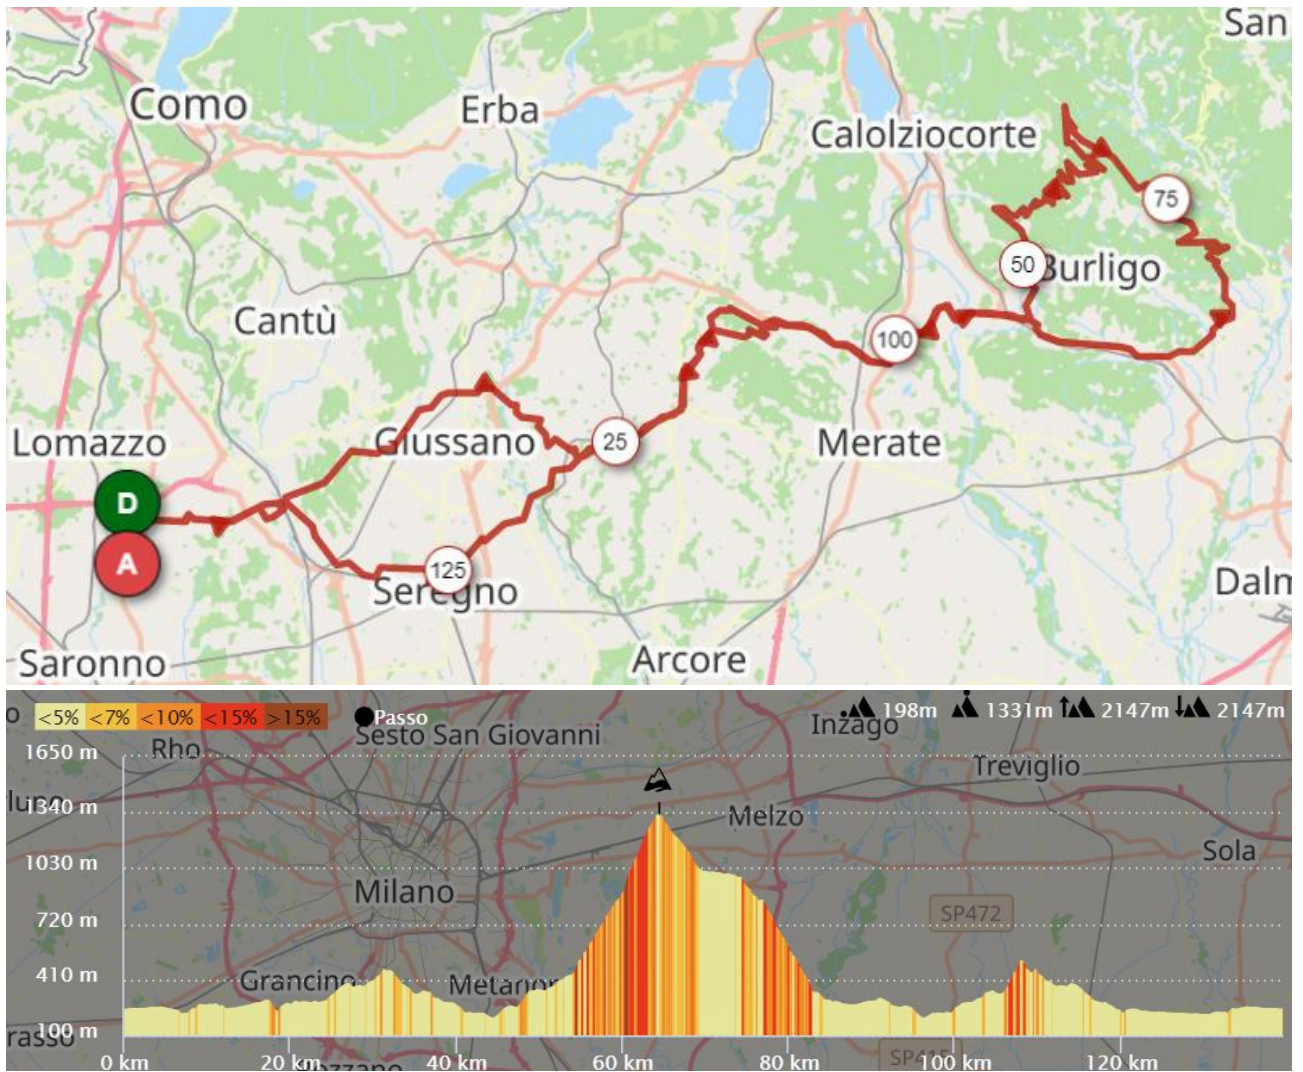 San
Como
Erba
Calolziocorte
75
50
Burligo
Cantù
100
Lomazzo
Giussano
25
Merate
D
A
125
Seregno
Dalm
Saronno
Arcore
<5% <7% <10% <15% >15%
Passo
198m 1331m 2147m 2147m
o
Rho
Sesto San Giovanni
Inzago
Treviglio
1650 m
1340 m
Melzo
1030 m
Sola
Milano
SP472
720 m
410 m
Grancino
Metanop
100 m
rasso
0 km 20 km 40 km 60 km 80 km 100 km 120 km